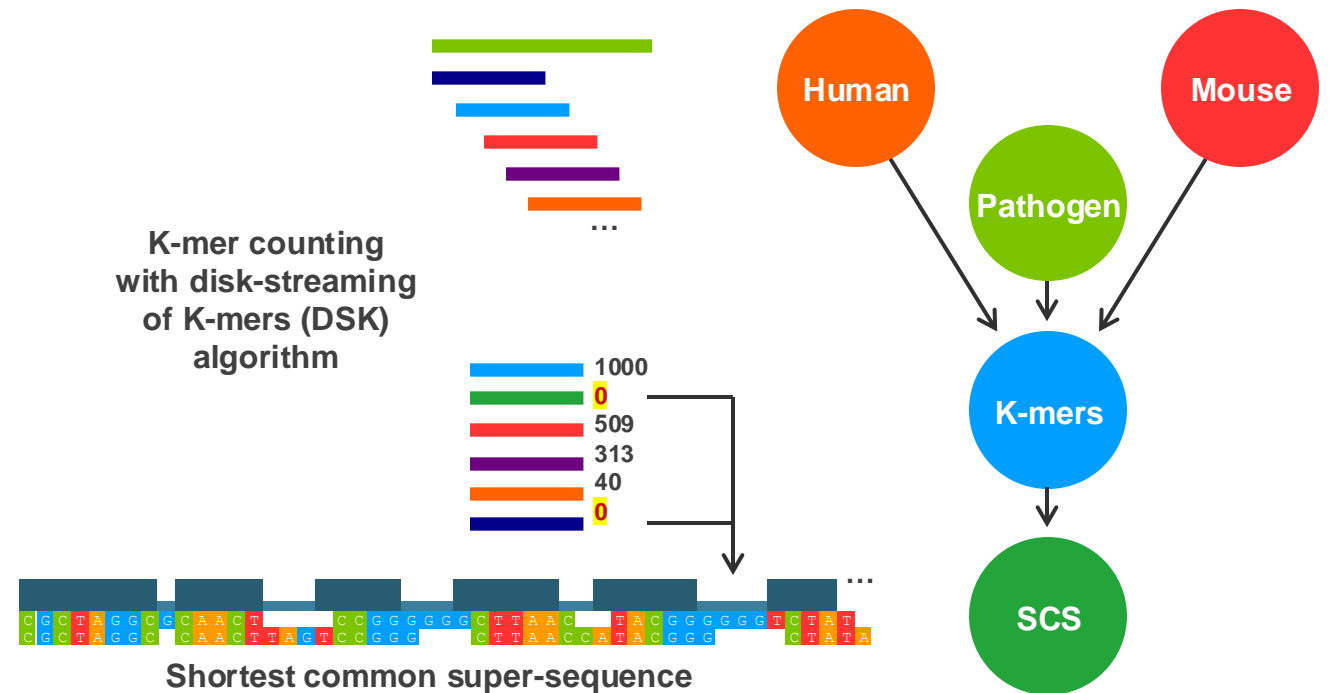 Human
Mouse
Pathogen
...
K-mer counting
with disk-streaming
of K-mers (DSK)
algorithm
1000
0
509
313
40
0
K-mers
SCS
...
C G C T A G G C G C A A C T C C G G G G G G C T T A A C T A C G G G G G G T C T A T
C G C T A G G C C A A C T T A G T C C G G G C T T A A C C A T A C G G G C T A T A
Shortest common super-sequence